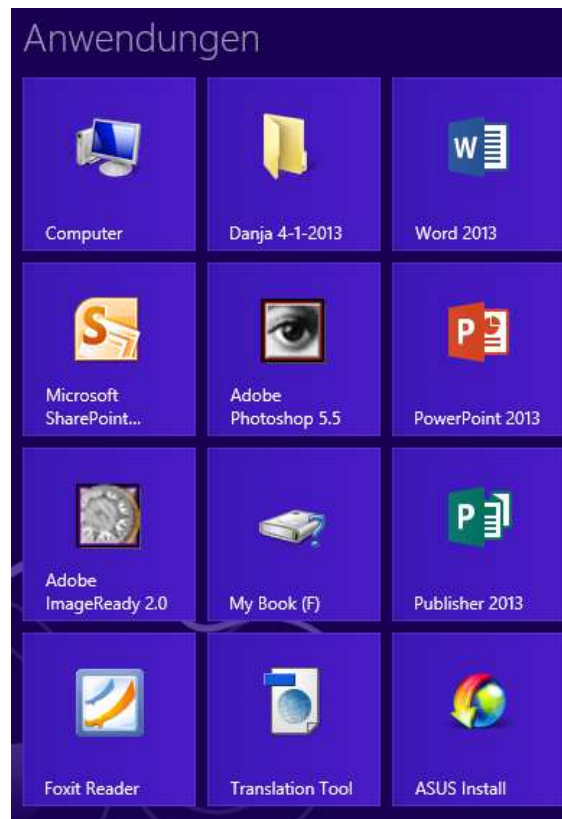 Anwendungen
Computer
Danja 4-1-2013
Word 2013
Microsoft
SharePoint...
Adobe
Photoshop 5.5
PowerPoint 2013
Adobe
ImageReady 2.0
My Book (F)
Publisher 2013
Foxit Reader
Translation Tool
ASUS Install